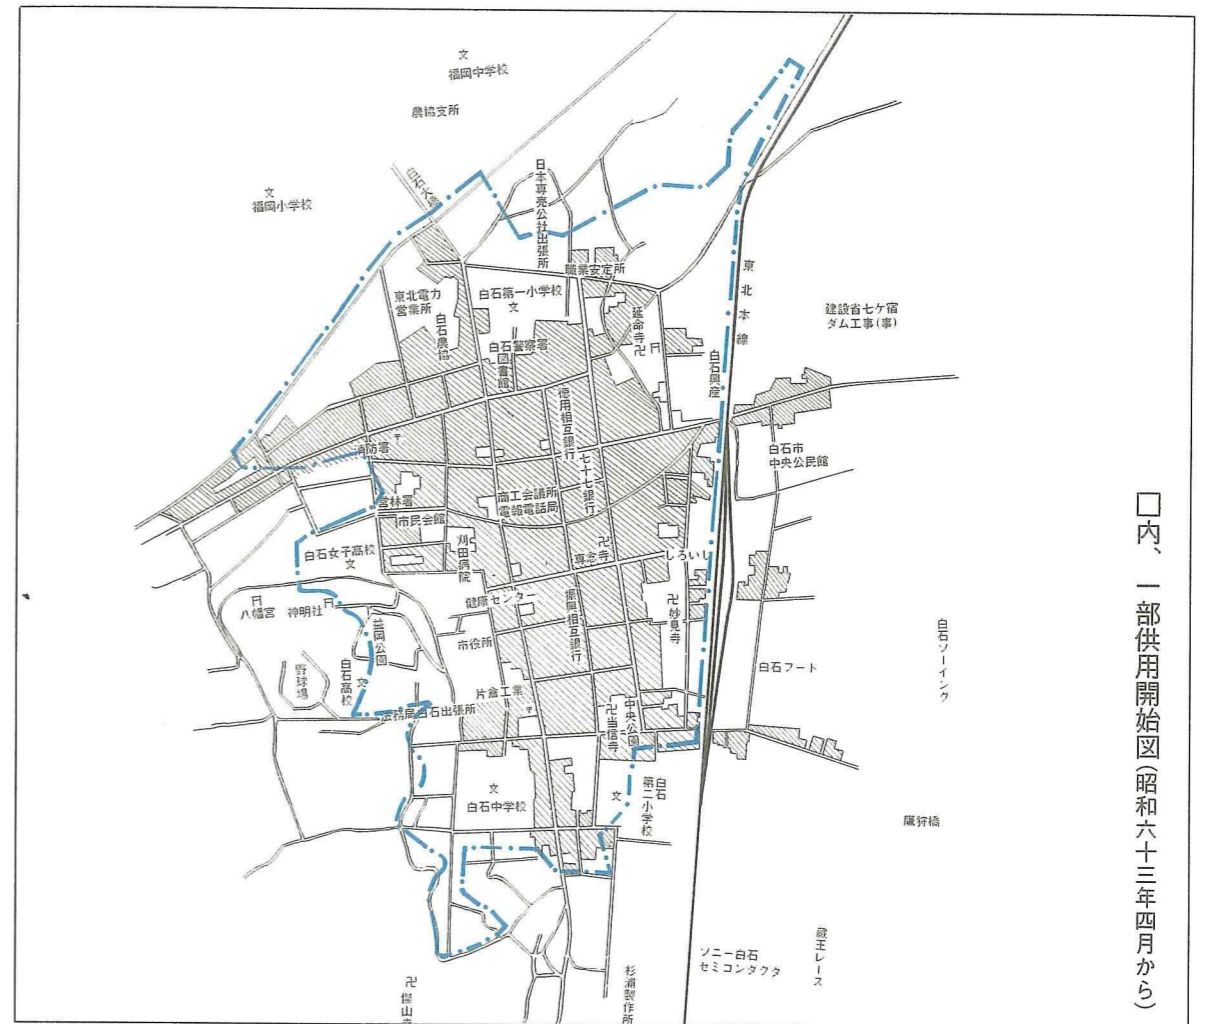 □内、一部供用開始図(昭和六十三年四月から)
文
福岡中学校
農協支所
文
福岡小学校
白石大橋
日本専売公社出張所
職業安定所
東北電力
営業所
白石第一小学校
文
白石農協
白石警察署
図書館
延命寺
卍
東北本線
建設省七ケ宿
ダム工事(事)
白石興産
徳用相互銀行
消防署
〒
七十七銀行
白石市
中央公民館
営林署
商工会議所
電報電話局
市民会館
刈田病院
白石女子高校
文
卍
専念寺
しろいし
八幡宮
神明社
健康センター
振興相互銀行
卍妙見寺
益岡公園
市役所
白石フート
白石ソーイング
野球場
白石高校
文
片倉工業
〒
法務局白石出張所
卍当信寺
中央公園
文
白石中学校
文
白石
第二小学校
鷹狩橋
ソニー白石
セミコンダクタ
蔵王レース
杉浦製作所
卍
傑山寺